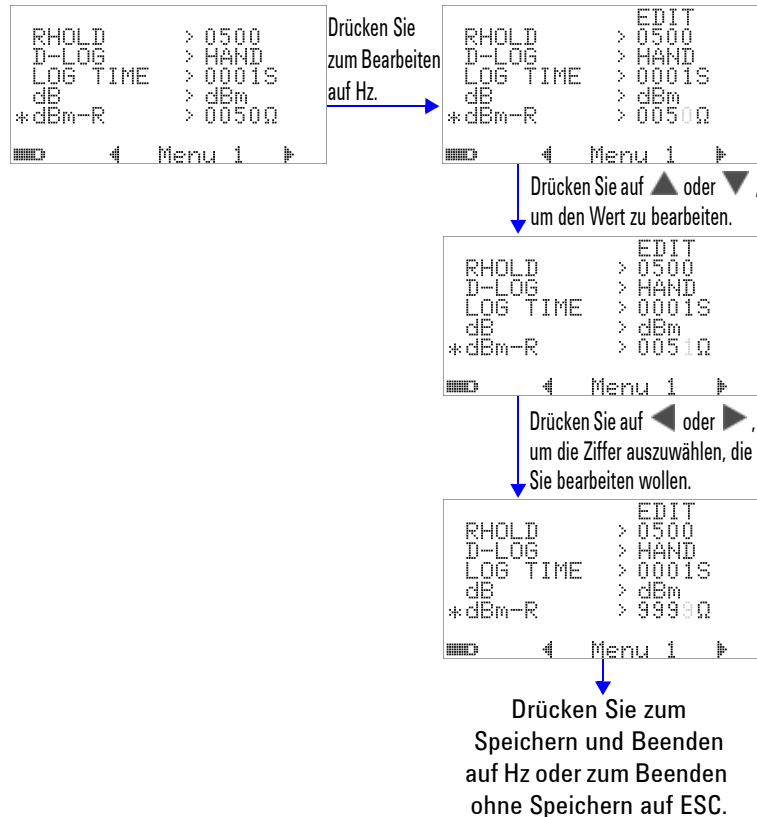 RHOLD > 0500
D-LOG > HAND
LOG TIME > 0001S
dB > dBm
*dBm-R > 0050Ω
Menu 1
Drücken Sie
zum Bearbeiten
auf Hz.
EDIT
RHOLD > 0500
D-LOG > HAND
LOG TIME > 0001S
dB > dBm
*dBm-R > 0050Ω
Menu 1
Drücken Sie auf ▲ oder ▼,
um den Wert zu bearbeiten.
EDIT
RHOLD > 0500
D-LOG > HAND
LOG TIME > 0001S
dB > dBm
*dBm-R > 0051Ω
Menu 1
Drücken Sie auf ◀ oder ▶,
um die Ziffer auszuwählen, die
Sie bearbeiten wollen.
EDIT
RHOLD > 0500
D-LOG > HAND
LOG TIME > 0001S
dB > dBm
*dBm-R > 9999Ω
Menu 1
Drücken Sie zum
Speichern und Beenden
auf Hz oder zum Beenden
ohne Speichern auf ESC.